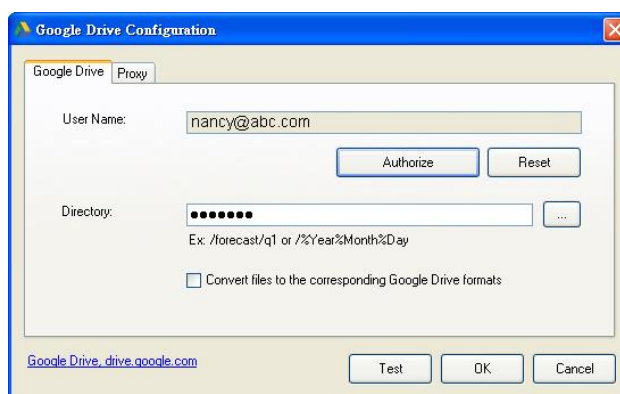 Google Drive Configuration
Google Drive Proxy
User Name: nancy@abc.com
Authorize Reset
Directory: ●●●●●●● ...
Ex: /forecast/q1 or /%Year%Month%Day
Convert files to the corresponding Google Drive formats
Google Drive, drive.google.com Test OK Cancel